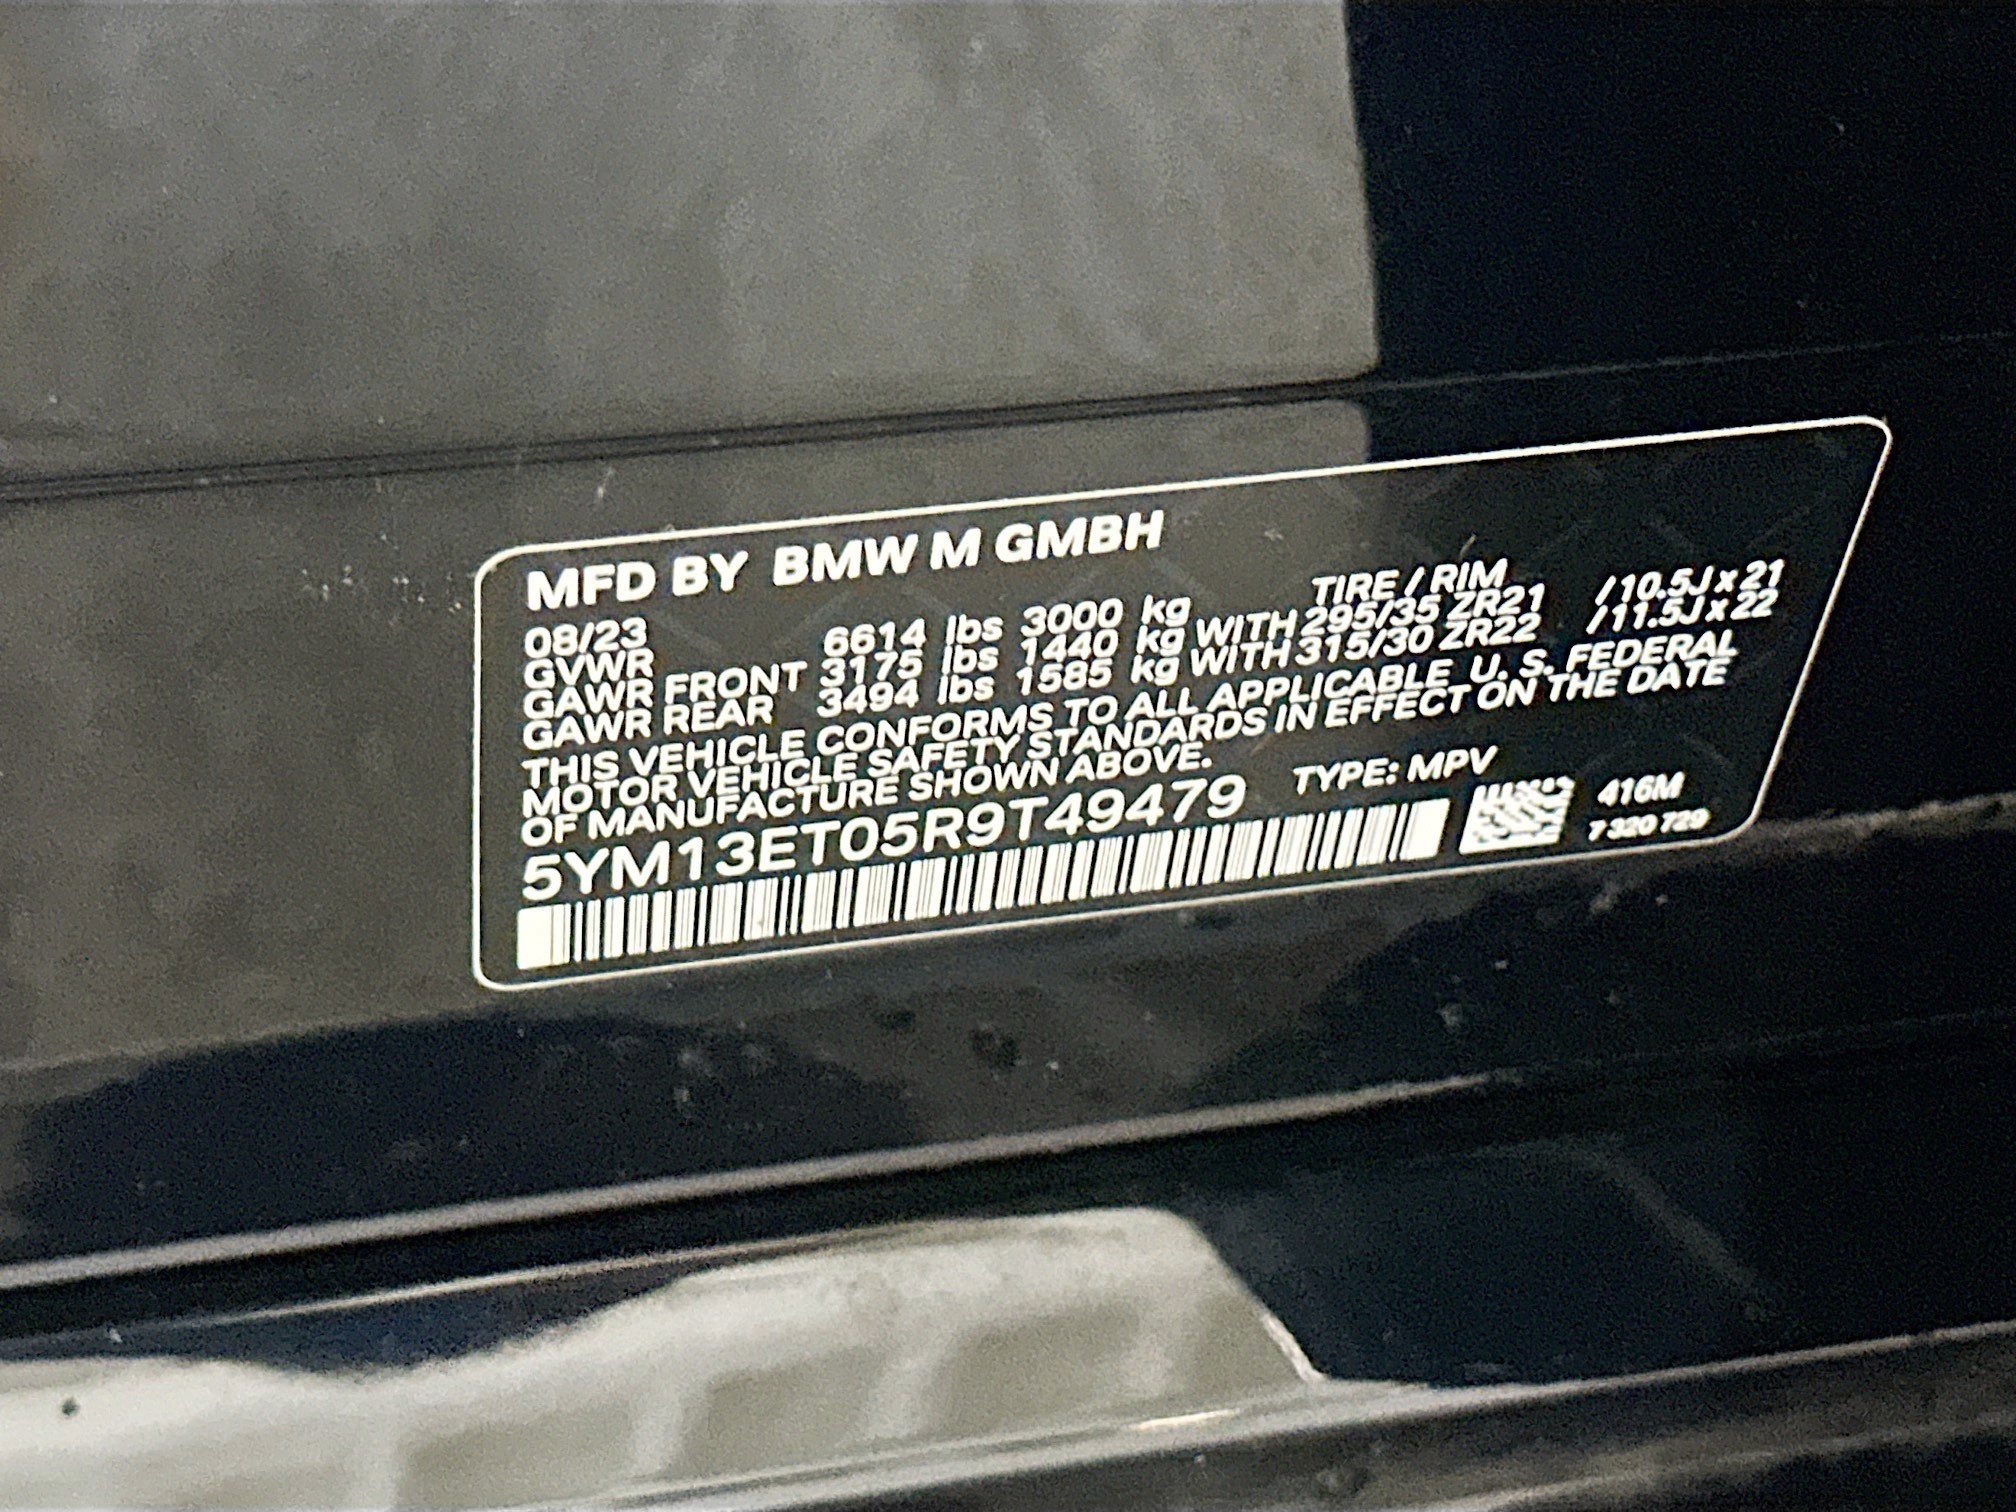 MFD BY BMW M GMBH
08/23 TIRE / RIM
GVWR 6614 lbs 3000 kg
GAWR FRONT 3175 lbs 1440 kg WITH 295/35 ZR21 /10.5J x 21
GAWR REAR 3494 lbs 1585 kg WITH 315/30 ZR22 /11.5J x 22
THIS VEHICLE CONFORMS TO ALL APPLICABLE U. S. FEDERAL
MOTOR VEHICLE SAFETY STANDARDS IN EFFECT ON THE DATE
OF MANUFACTURE SHOWN ABOVE.
5YM13ET05R9T49479 TYPE: MPV
416M
7 320 729